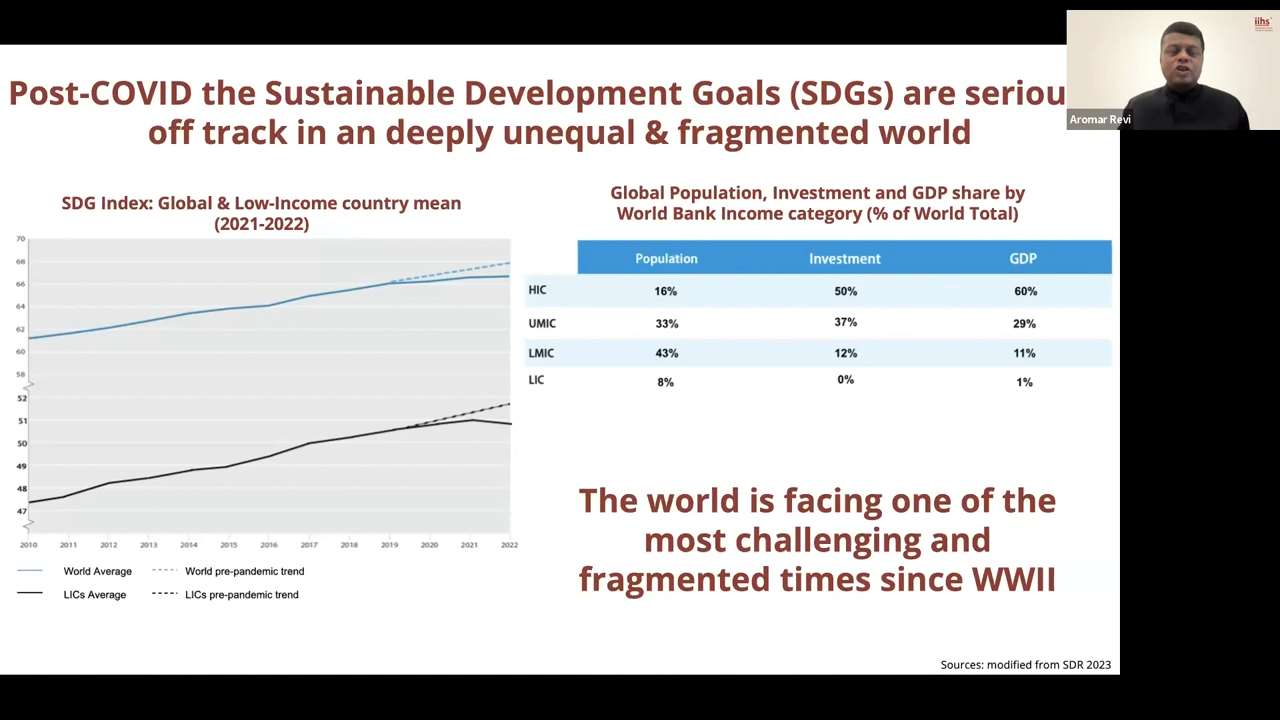 iihs
Post-COVID the Sustainable Development Goals (SDGs) are seriou
off track in an deeply unequal & fragmented world
Aromar Revi
SDG Index: Global & Low-Income country mean
(2021-2022)
70
68
66
64
62
60
58
52
51
50
49
48
47
2010 2011 2012 2013 2014 2015 2016 2017 2018 2019 2020 2021 2022
World Average World pre-pandemic trend
LICs Average LICs pre-pandemic trend
Global Population, Investment and GDP share by
World Bank Income category (% of World Total)
Population Investment GDP
HIC 16% 50% 60%
UMIC 33% 37% 29%
LMIC 43% 12% 11%
LIC 8% 0% 1%
The world is facing one of the
most challenging and
fragmented times since WWII
Sources: modified from SDR 2023